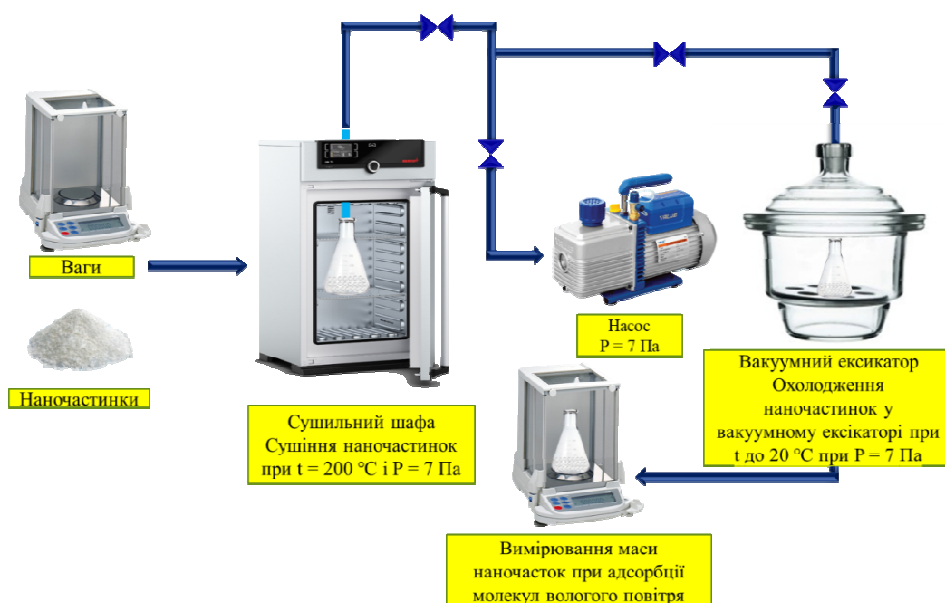 Ваги
Наночастинки
Сушильний шафа
Сушіння наночастинок
при t = 200 °C і P = 7 Па
Насос
P = 7 Па
Вакуумний ексикатор
Охолодження
наночастинок у
вакуумному ексікаторі при
t до 20 °C при P = 7 Па
Вимірювання маси
наночасток при адсорбції
молекул вологого повітря